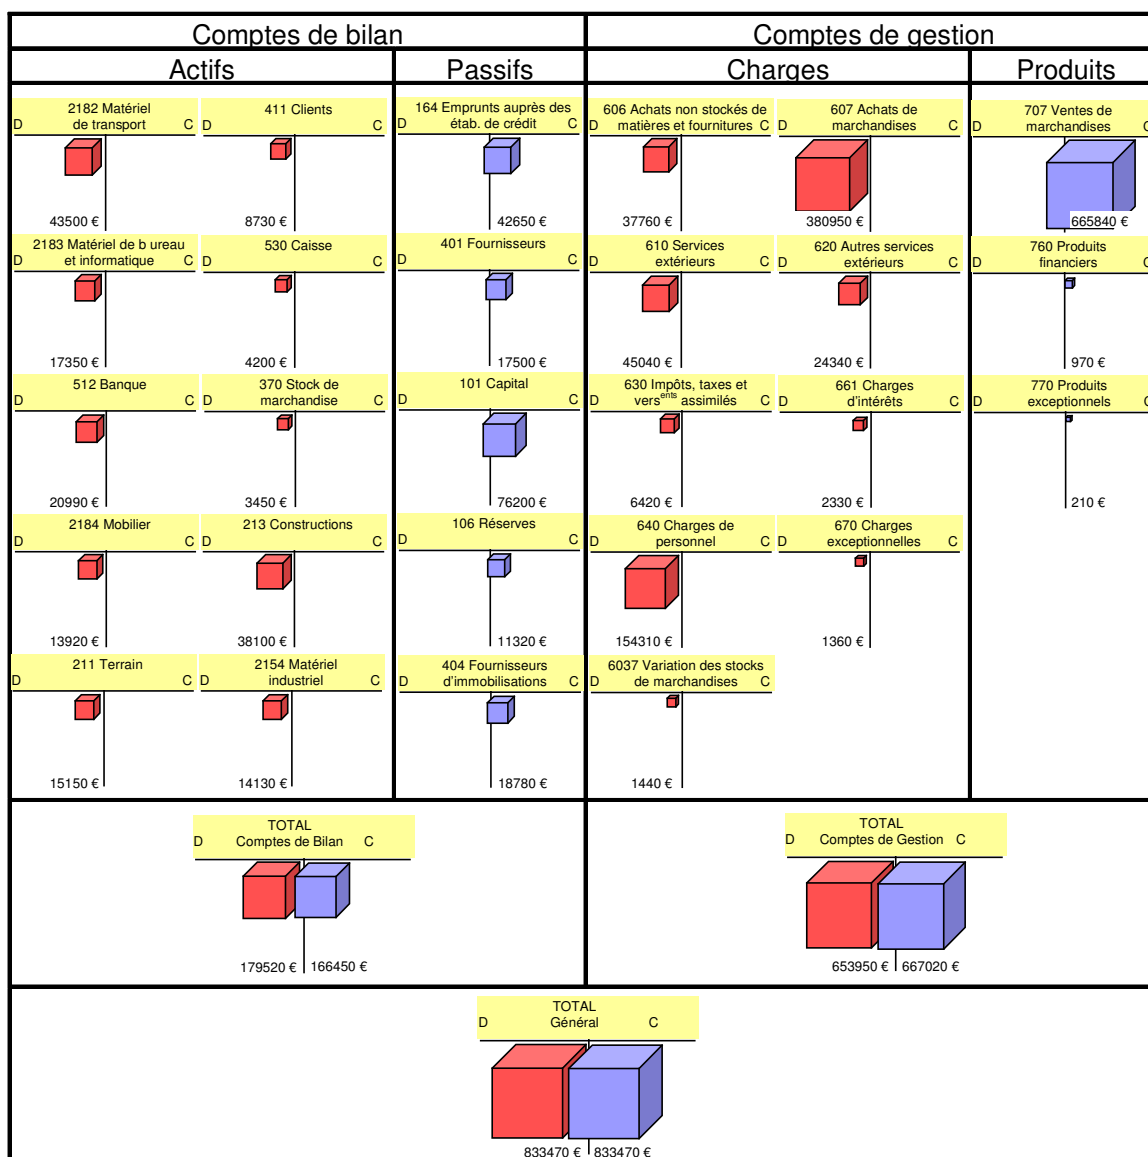 Comptes de bilan
Comptes de gestion
Actifs
Passifs
Charges
Produits
2182 Matériel
D de transport C
43500 €
411 Clients
D C
8730 €
164 Emprunts auprès des
D étab. de crédit C
42650 €
606 Achats non stockés de
D matières et fournitures C
37760 €
607 Achats de
D marchandises C
380950 €
707 Ventes de
D marchandises C
665840 €
2183 Matériel de b ureau
D et informatique C
17350 €
530 Caisse
D C
4200 €
401 Fournisseurs
D C
17500 €
610 Services
D extérieurs C
45040 €
620 Autres services
D extérieurs C
24340 €
760 Produits
D financiers C
970 €
512 Banque
D C
20990 €
370 Stock de
D marchandise C
3450 €
101 Capital
D C
76200 €
630 Impôts, taxes et
D versents assimilés C
6420 €
661 Charges
D d'intérêts C
2330 €
770 Produits
D exceptionnels C
210 €
2184 Mobilier
D C
13920 €
213 Constructions
D C
38100 €
106 Réserves
D C
11320 €
640 Charges de
D personnel C
154310 €
670 Charges
D exceptionnelles C
1360 €
211 Terrain
D C
15150 €
2154 Matériel
D industriel C
14130 €
404 Fournisseurs
D d'immobilisations C
18780 €
6037 Variation des stocks
D de marchandises C
1440 €
TOTAL
D Comptes de Bilan C
179520 € 166450 €
TOTAL
D Comptes de Gestion C
653950 € 667020 €
TOTAL
D Général C
833470 € 833470 €